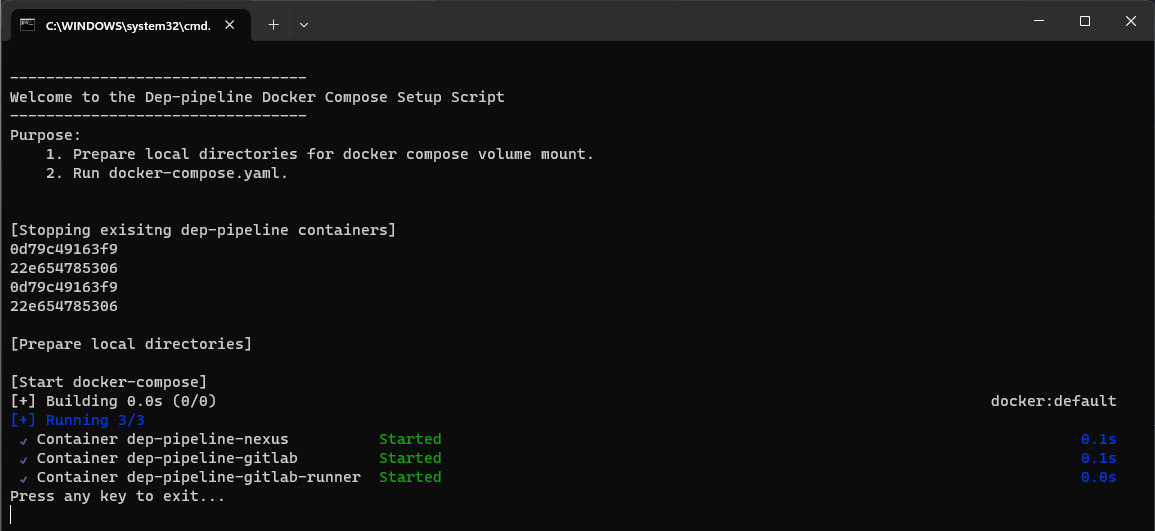 C:\WINDOWS\system32\cmd.
---------------------------------
Welcome to the Dep-pipeline Docker Compose Setup Script
---------------------------------
Purpose:
    1. Prepare local directories for docker compose volume mount.
    2. Run docker-compose.yaml.
[Stopping exisitng dep-pipeline containers]
0d79c49163f9
22e654785306
0d79c49163f9
22e654785306
[Prepare local directories]
[Start docker-compose]
[+] Building 0.0s (0/0) docker:default
[+] Running 3/3
✓ Container dep-pipeline-nexus Started 0.1s
✓ Container dep-pipeline-gitlab Started 0.1s
✓ Container dep-pipeline-gitlab-runner Started 0.0s
Press any key to exit...